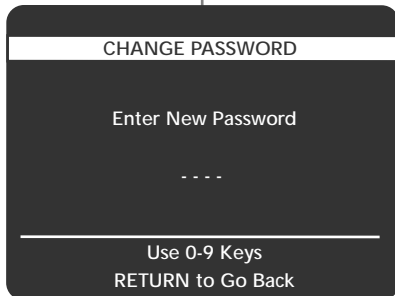 CHANGE PASSWORD
Enter New Password
- - - -
Use 0-9 Keys
RETURN to Go Back